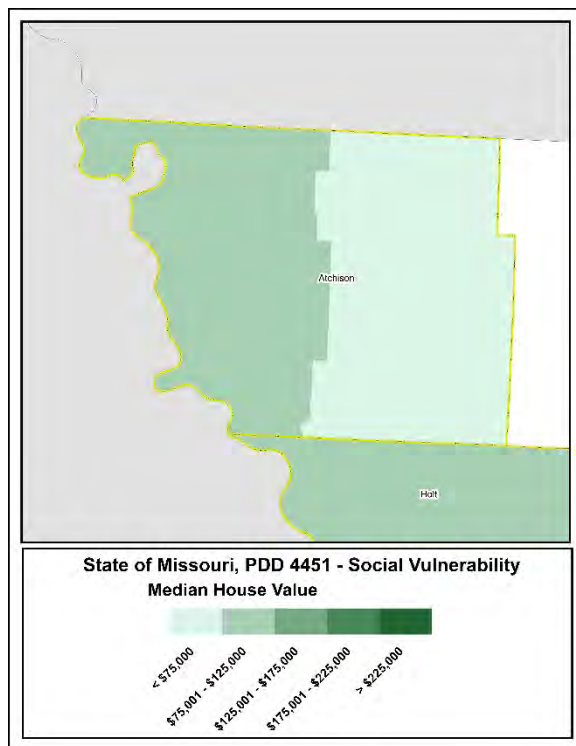 Atchison
Holt
State of Missouri, PDD 4451 - Social Vulnerability
Median House Value
< $75,000
$75,001 - $125,000
$125,001 - $175,000
$175,001 - $225,000
> $225,000